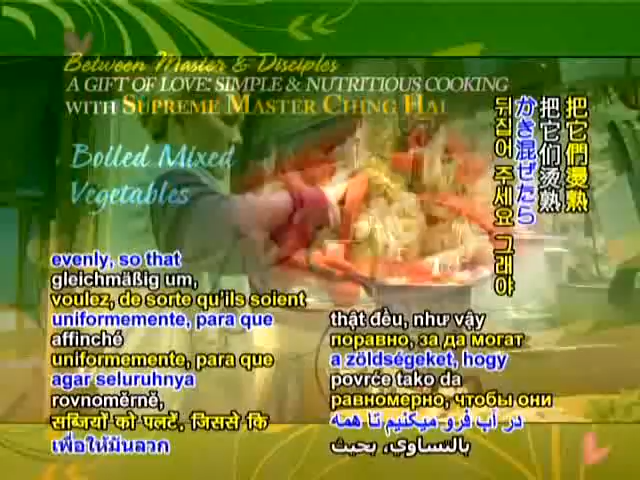 Between Master & Disciples
A GIFT OF LOVE: SIMPLE & NUTRITIOUS COOKING
WITH SUPREME MASTER CHING HAI
Boiled Mixed
Vegetables
把它們燙熟
把它们烫熟
かき混ぜたら
뒤집어 주세요 그래야
evenly, so that
gleichmäßig um,
voulez, de sorte qu'ils soient
uniformemente, para que
affinché
uniformemente, para que
agar seluruhnya
rovnoměrně,
सब्जियों को पलटें, जिससे कि
เพื่อให้มันลวก
thật đều, như vậy
поравно, за да могат
a zöldségeket, hogy
povrće tako da
равномерно, чтобы они
در آب فرو میکنیم تا همه
بالتساوي، بحيث